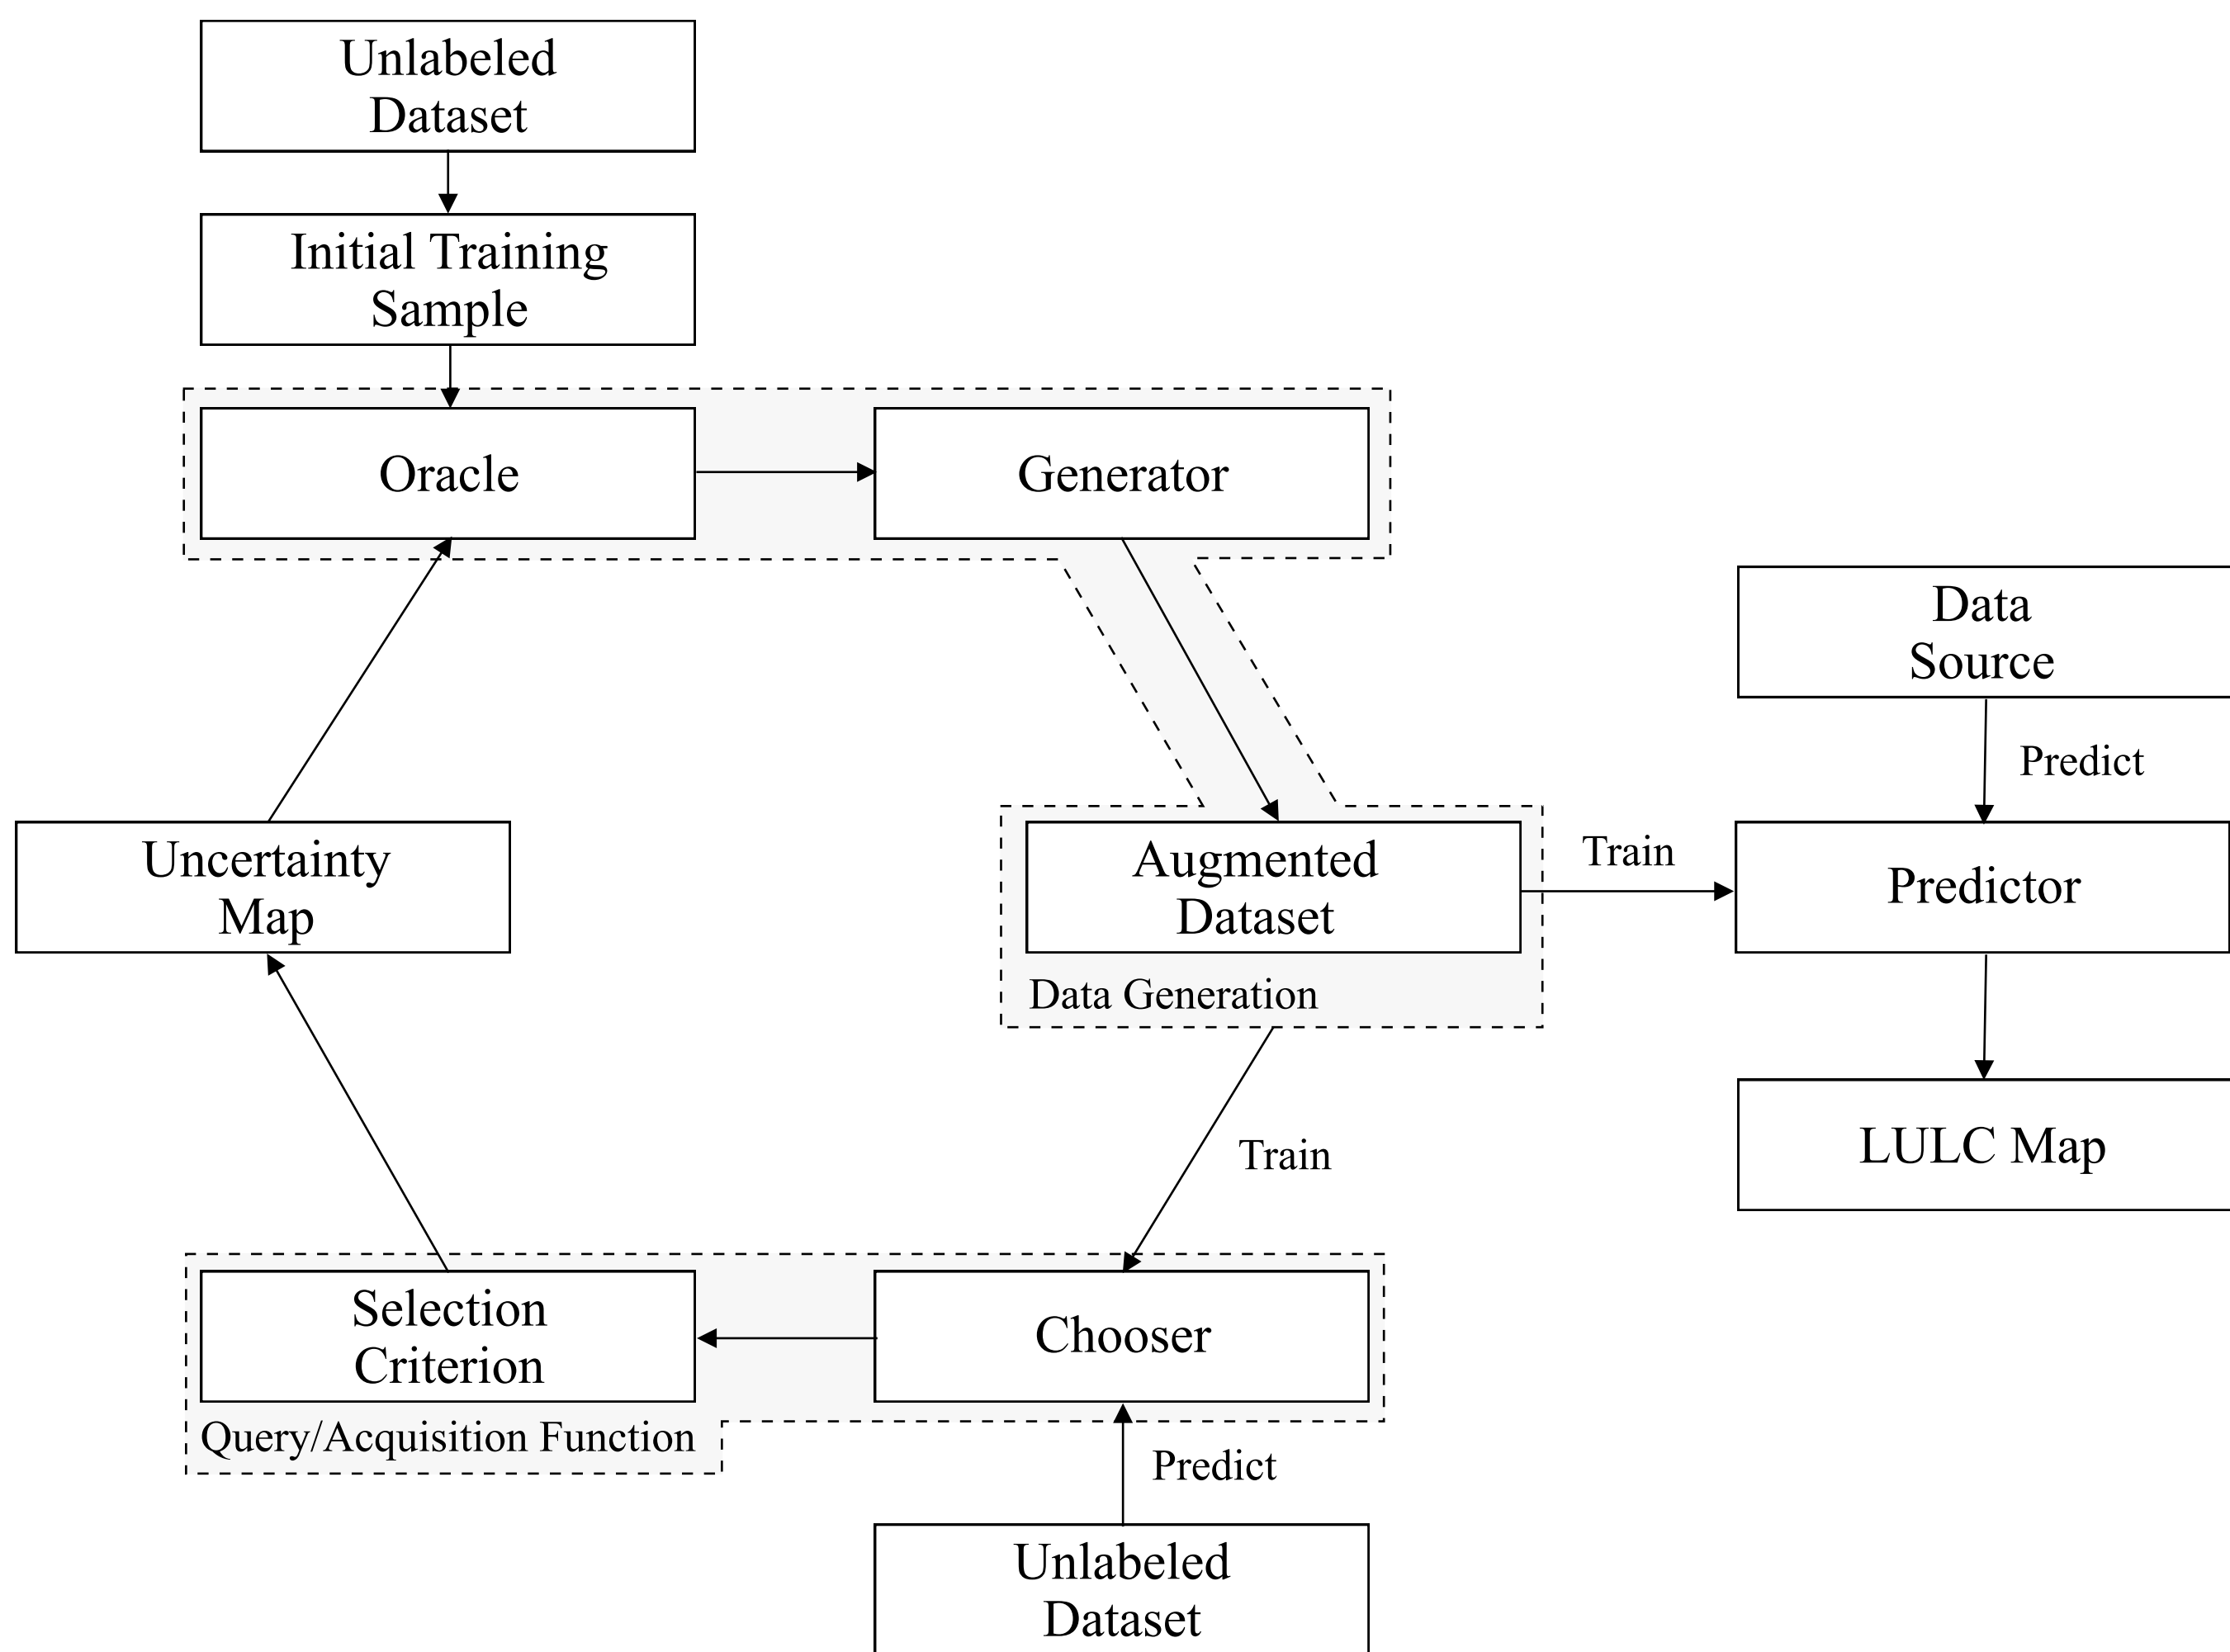 Unlabeled
Dataset
Initial Training
Sample
Oracle
Generator
Data
Source
Predict
Uncertainty
Map
Augmented
Dataset
Data Generation
Train
Predictor
Train
LULC Map
Selection
Criterion
Query/Acquisition Function
Chooser
Predict
Unlabeled
Dataset